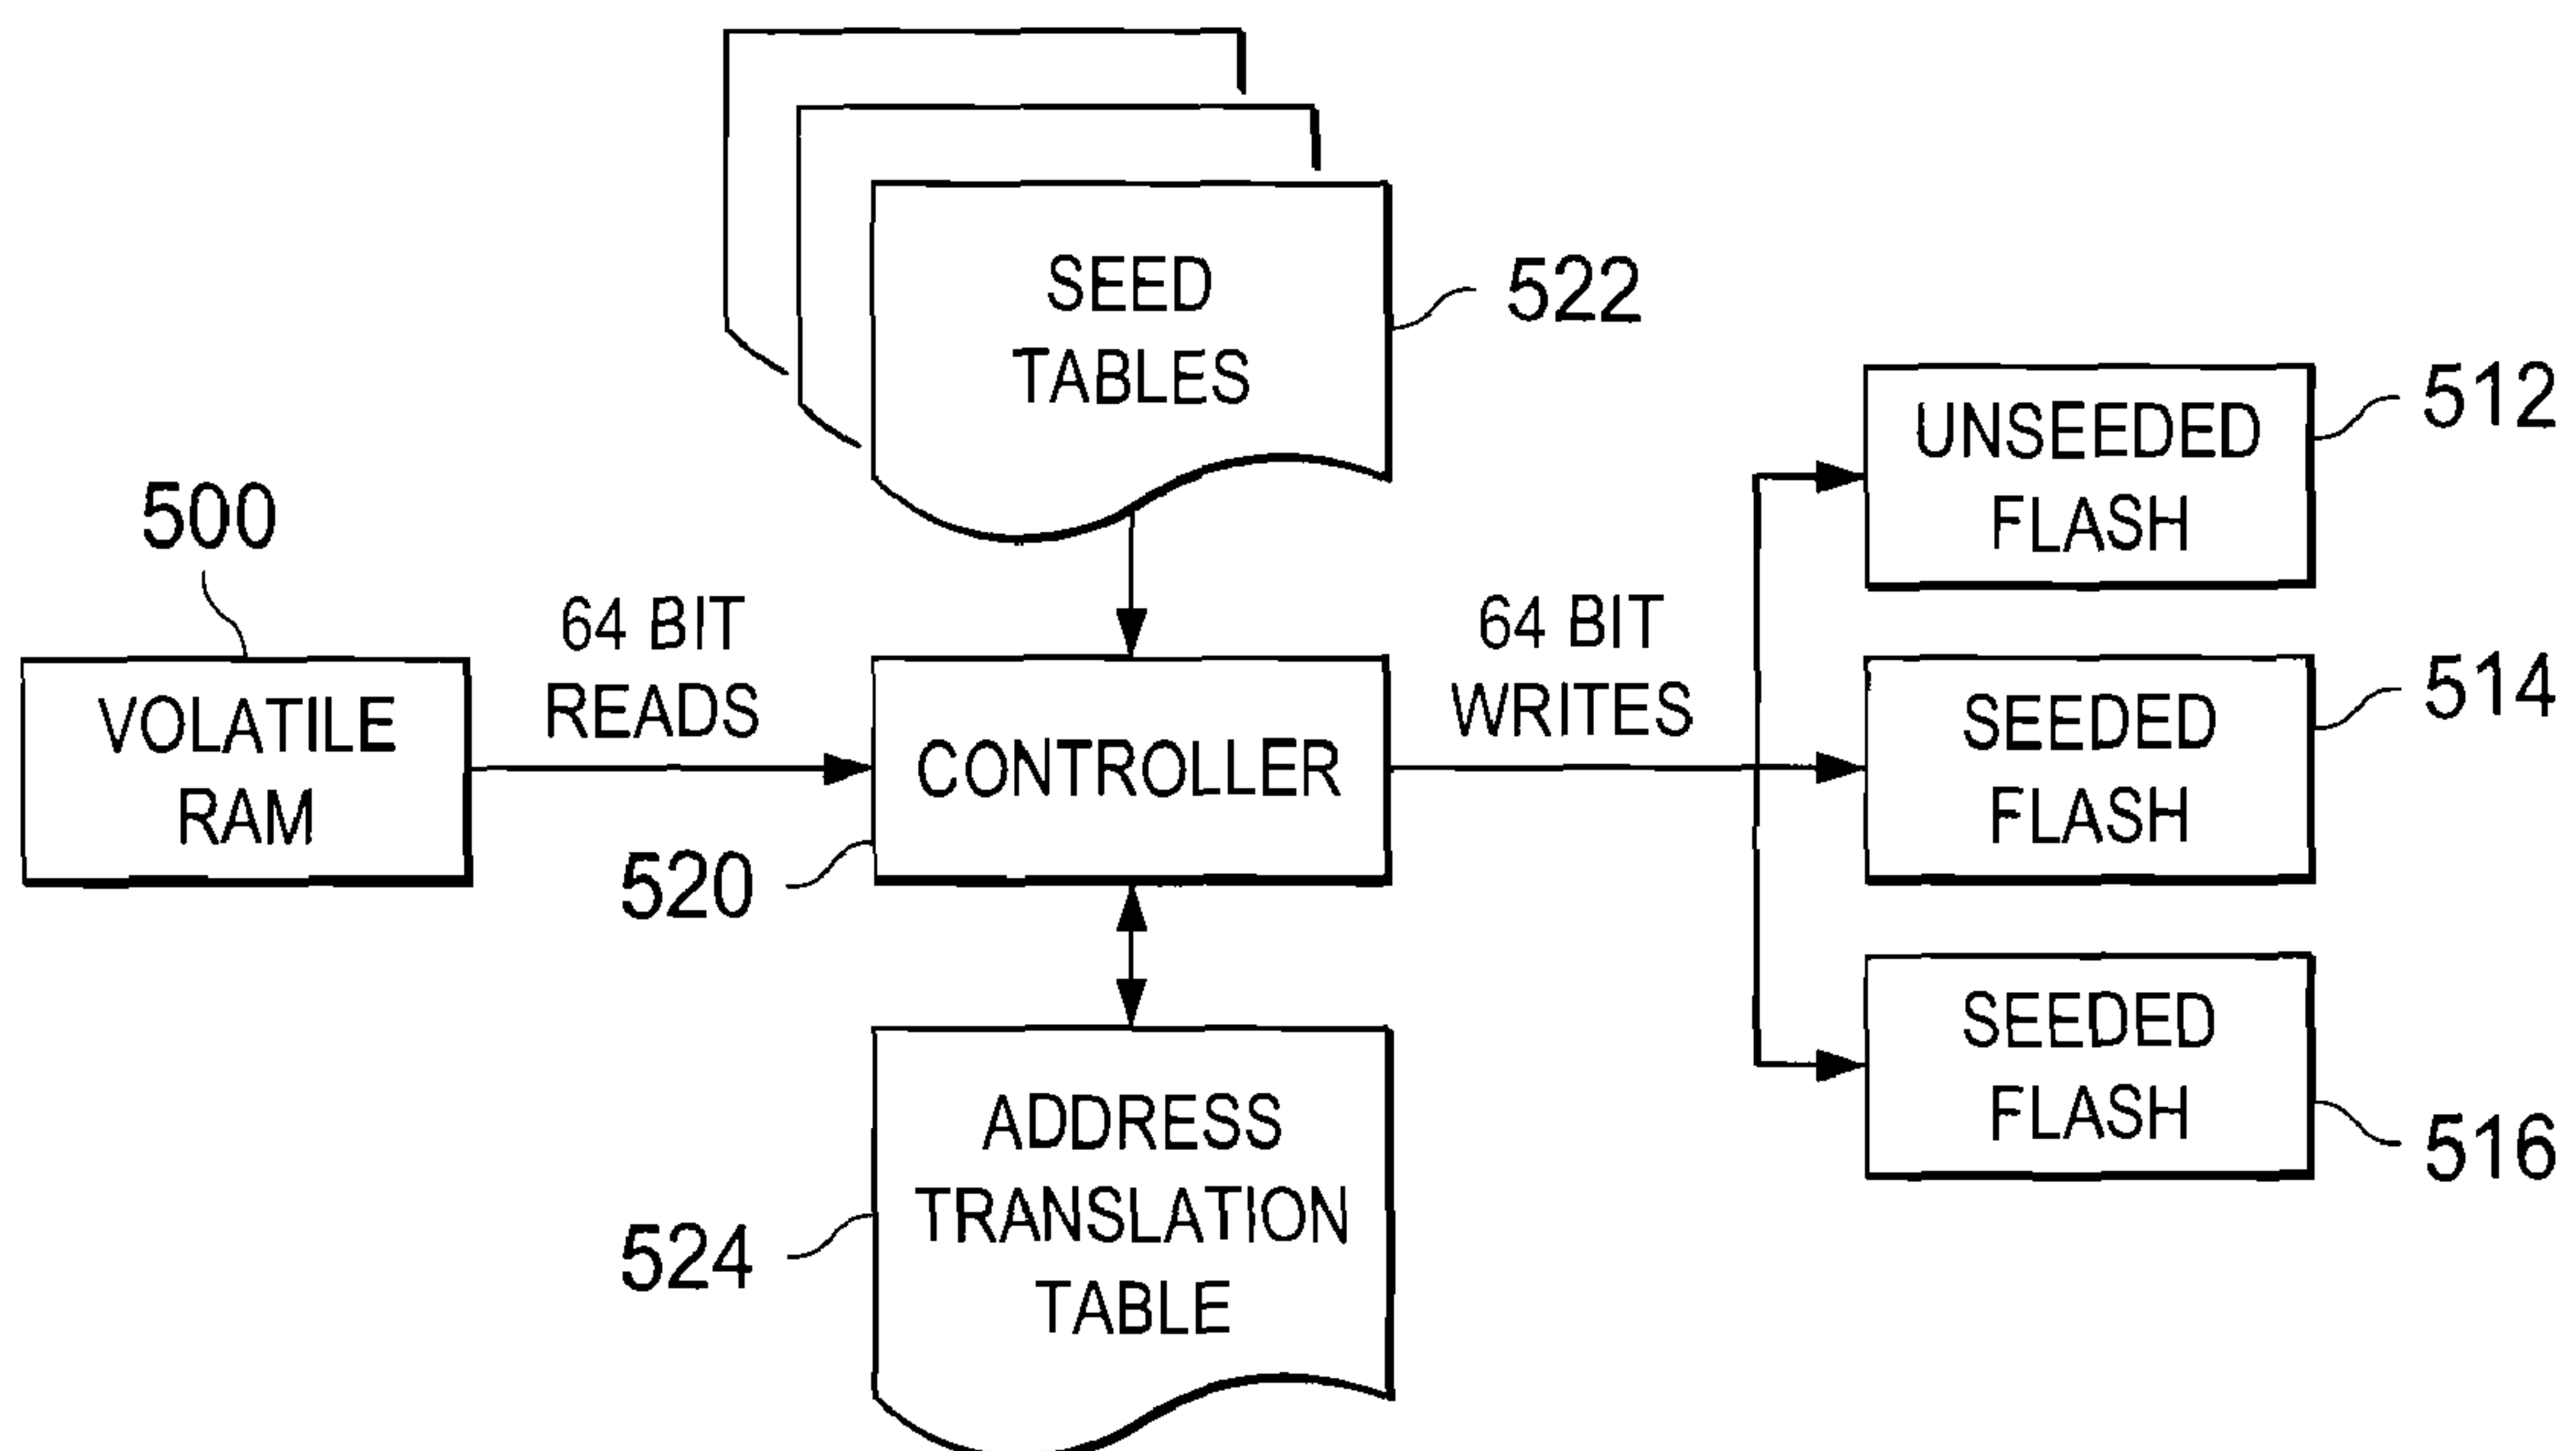 SEED
TABLES
522
500
VOLATILE
RAM
64 BIT
READS
CONTROLLER
520
64 BIT
WRITES
UNSEEDED
FLASH
512
SEEDED
FLASH
514
SEEDED
FLASH
516
ADDRESS
TRANSLATION
TABLE
524